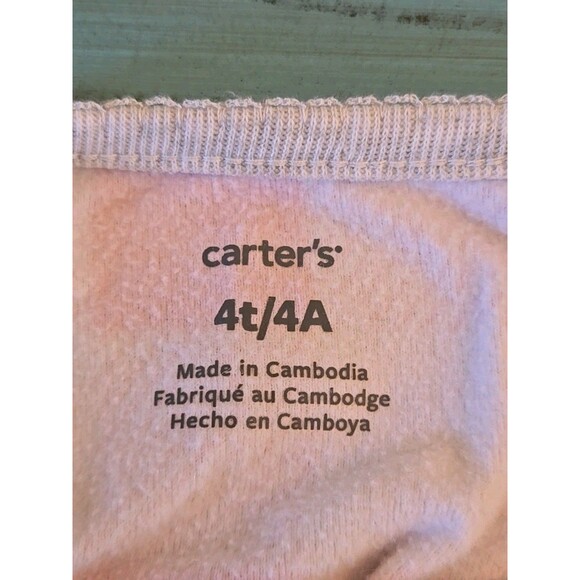 carter's
4t/4A
Made in Cambodia
Fabriqué au Cambodge
Hecho en Camboya